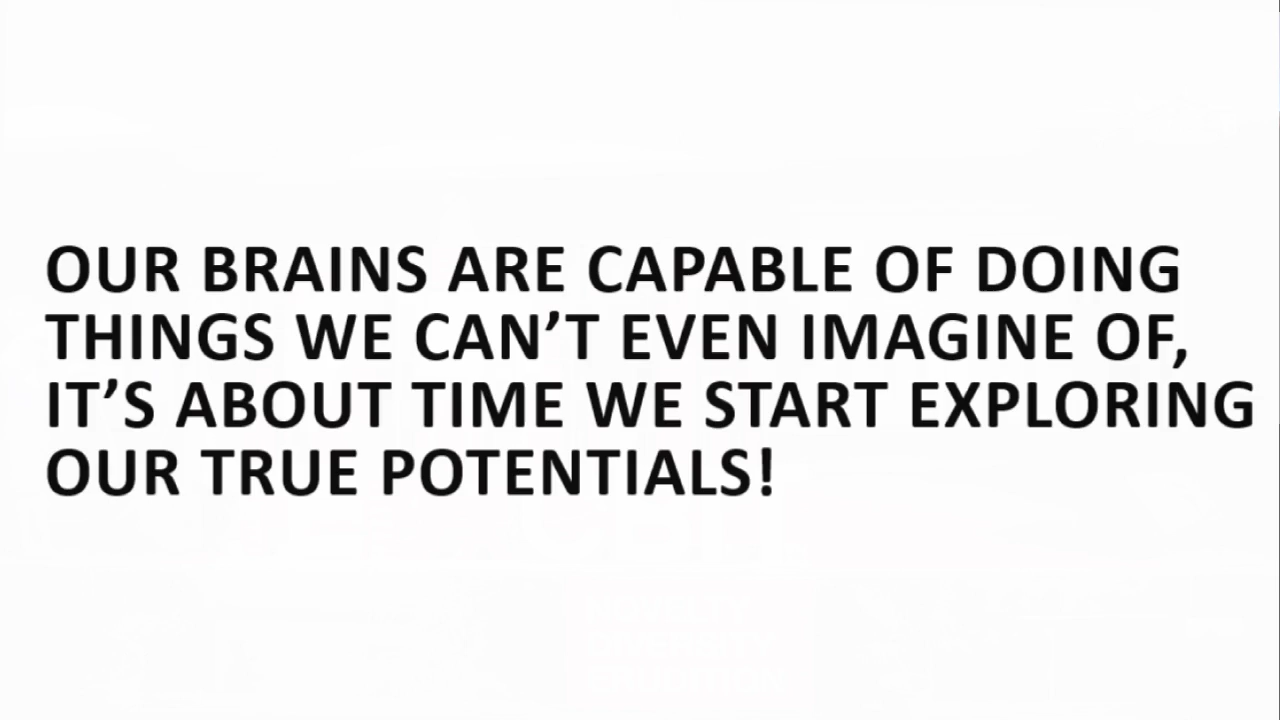 OUR BRAINS ARE CAPABLE OF DOING
THINGS WE CAN’T EVEN IMAGINE OF,
IT’S ABOUT TIME WE START EXPLORING
OUR TRUE POTENTIALS!